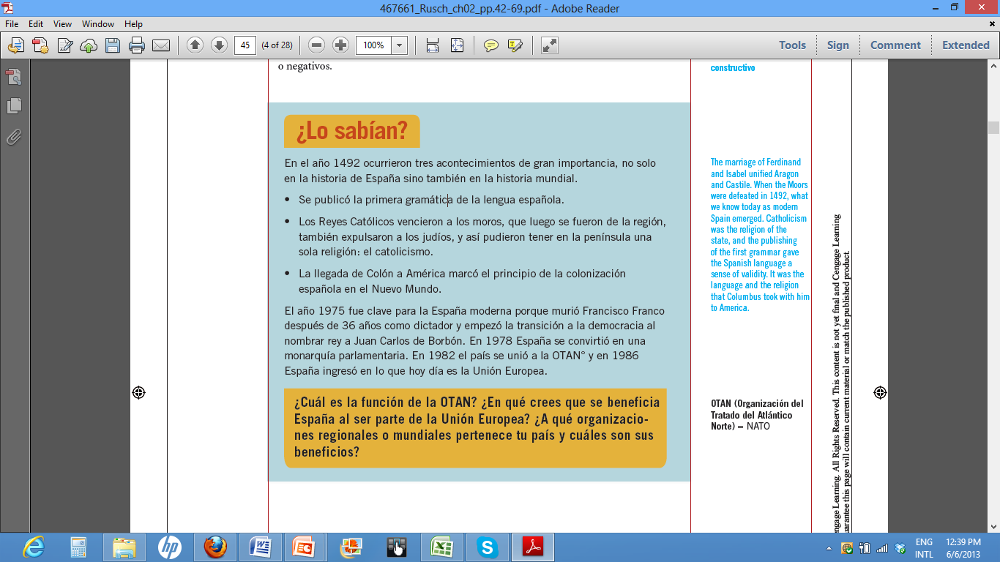 467661_Rusch_ch02_pp.42-69.pdf - Adobe Reader
File Edit View Window Help
45 (4 of 28) 100% Tools Sign Comment Extended
o negativos.
constructivo
¿Lo sabían?
En el año 1492 ocurrieron tres acontecimientos de gran importancia, no solo
en la historia de España sino también en la historia mundial.
• Se publicó la primera gramática de la lengua española.
• Los Reyes Católicos vencieron a los moros, que luego se fueron de la región,
también expulsaron a los judíos, y así pudieron tener en la península una
sola religión: el catolicismo.
• La llegada de Colón a América marcó el principio de la colonización
española en el Nuevo Mundo.
El año 1975 fue clave para la España moderna porque murió Francisco Franco
después de 36 años como dictador y empezó la transición a la democracia al
nombrar rey a Juan Carlos de Borbón. En 1978 España se convirtió en una
monarquía parlamentaria. En 1982 el país se unió a la OTAN° y en 1986
España ingresó en lo que hoy día es la Unión Europea.
¿Cuál es la función de la OTAN? ¿En qué crees que se beneficia
España al ser parte de la Unión Europea? ¿A qué organizacio-
nes regionales o mundiales pertenece tu país y cuáles son sus
beneficios?
The marriage of Ferdinand
and Isabel unified Aragon
and Castile. When the Moors
were defeated in 1492, what
we know today as modern
Spain emerged. Catholicism
was the religion of the
state, and the publishing
of the first grammar gave
the Spanish language a
sense of validity. It was the
language and the religion
that Columbus took with him
to America.
OTAN (Organización del
Tratado del Atlántico
Norte) = NATO
ngage Learning. All Rights Reserved. This content is not yet final and Cengage Learning
uarantee this page will contain current material or match the published product.
hp
ENG 12:39 PM
INTL 6/6/2013